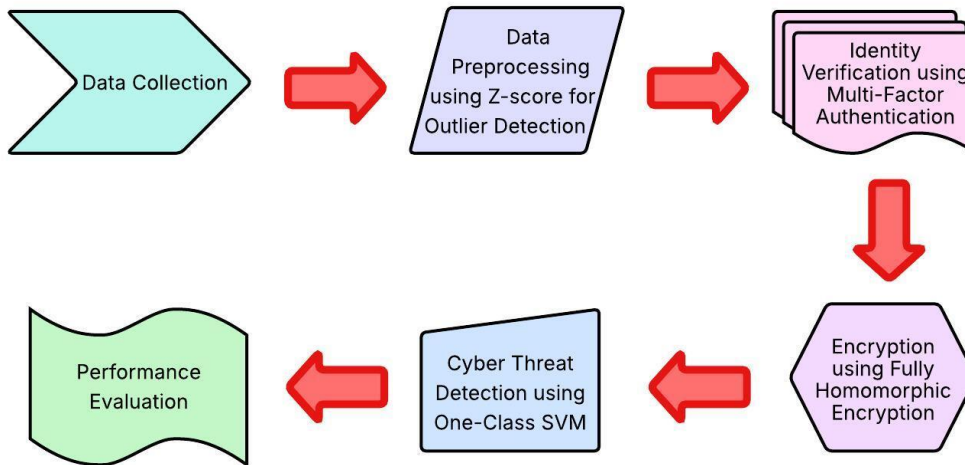 Data Collection
Data
Preprocessing
using Z-score for
Outlier Detection
Identity
Verification using
Multi-Factor
Authentication
Encryption
using Fully
Homomorphic
Encryption
Cyber Threat
Detection using
One-Class SVM
Performance
Evaluation